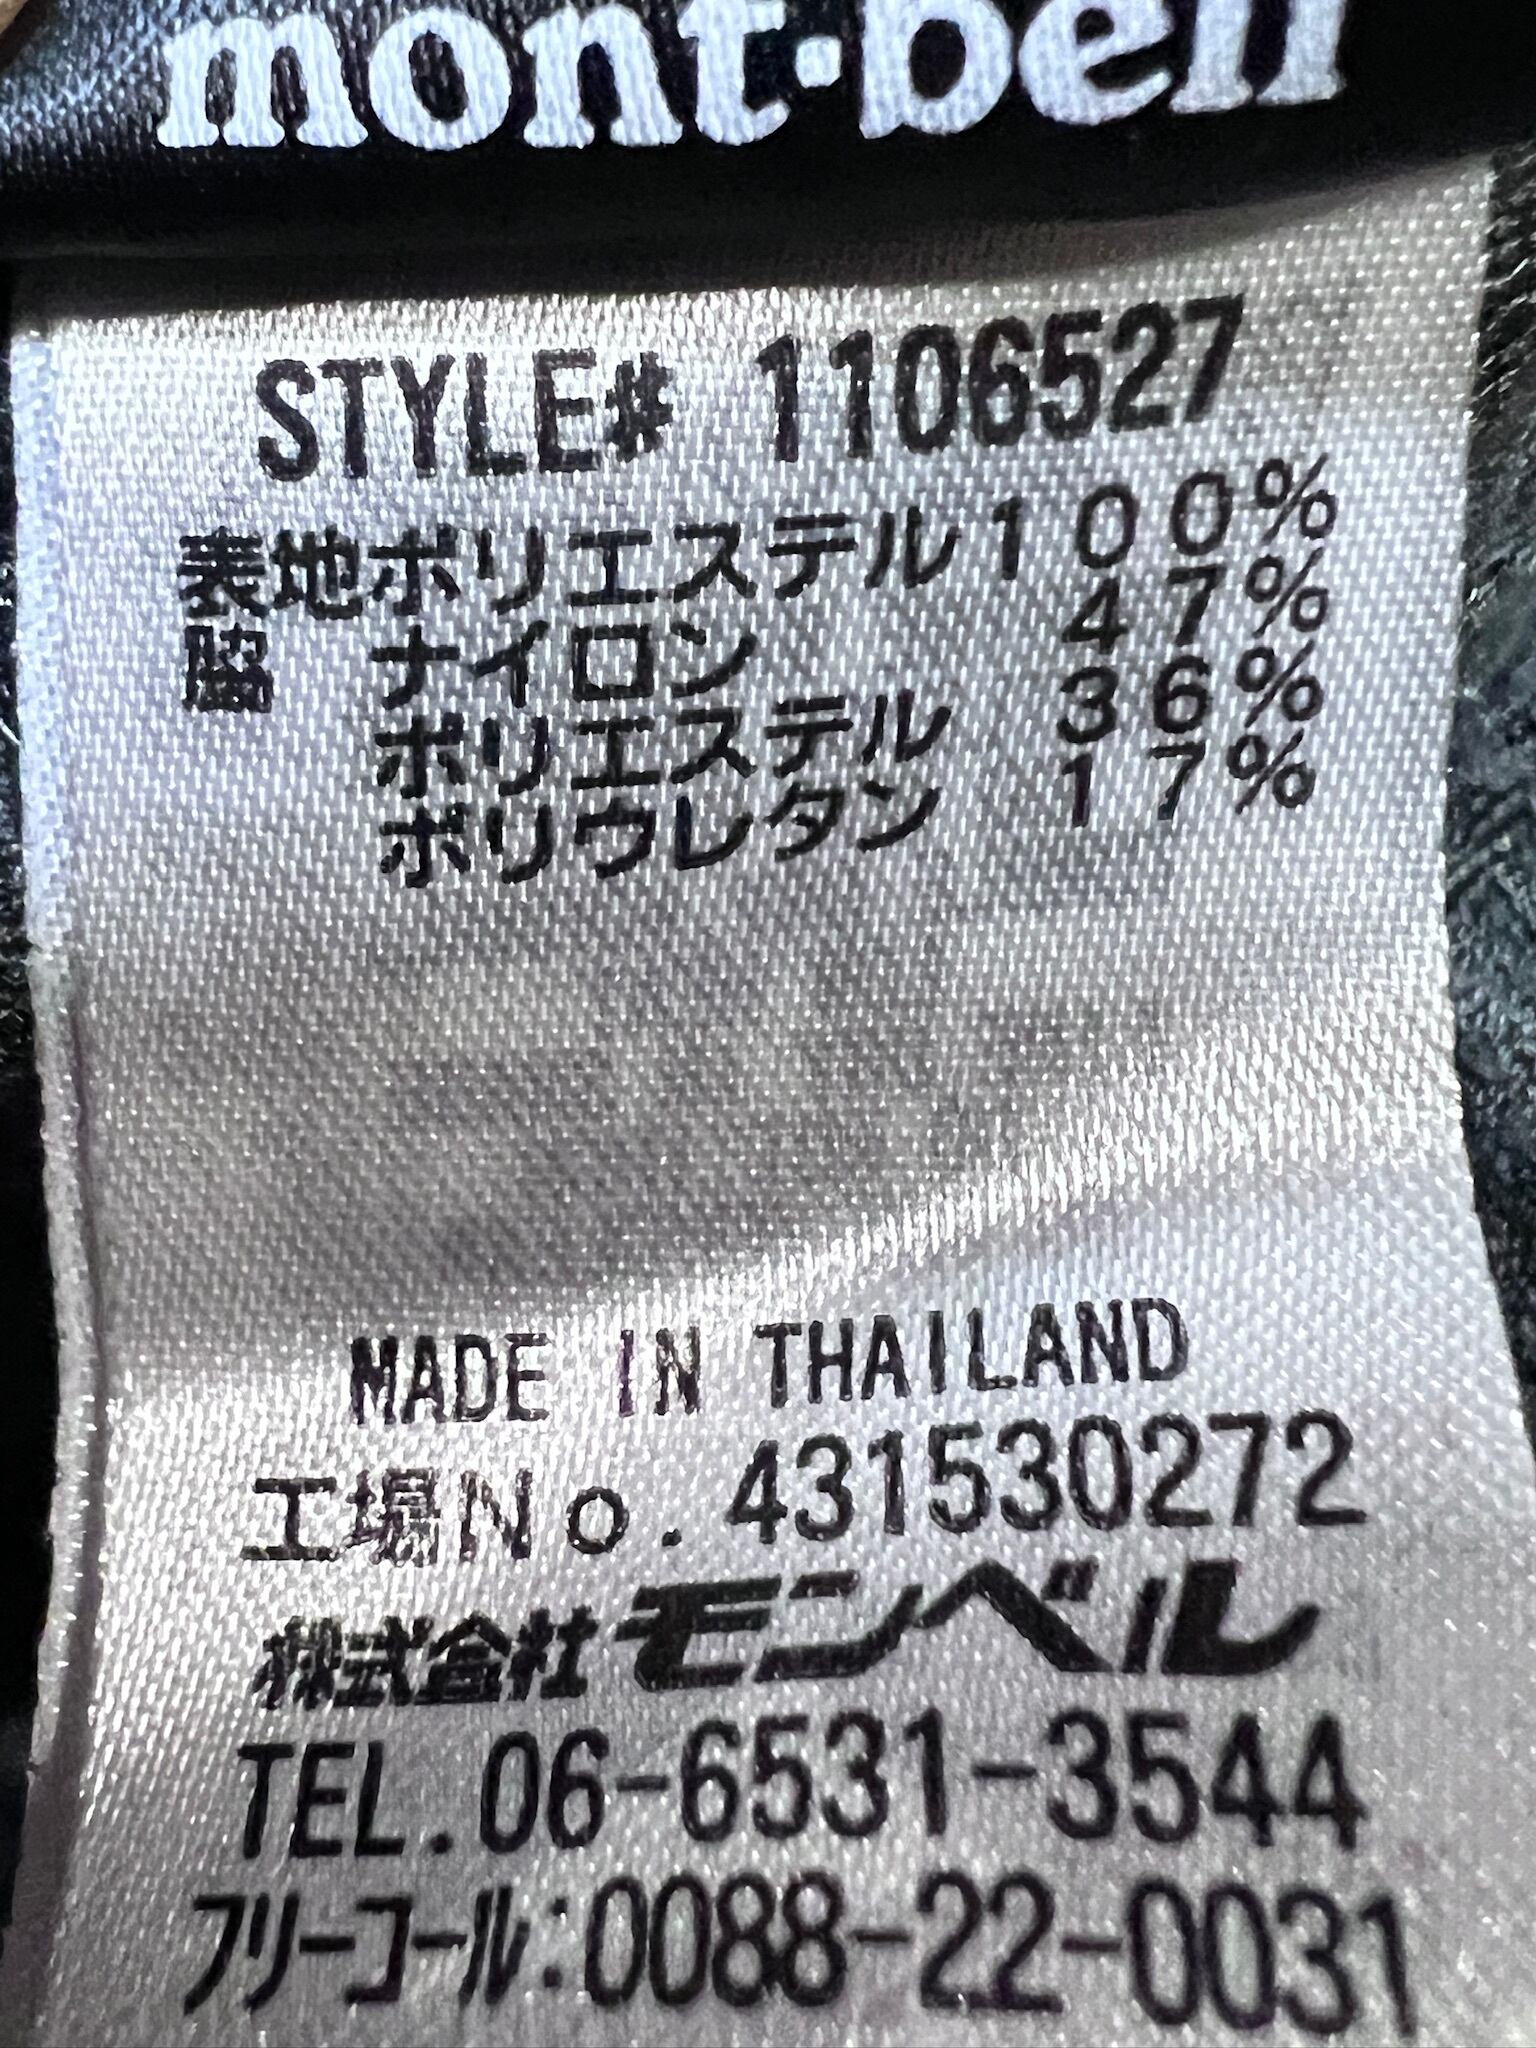 mont-bell
STYLE# 1106527
表地ポリエステル100%
脇 ナイロン 47%
ポリエステル 36%
ポリウレタン 17%
MADE IN THAILAND
工場No. 431530272
株式会社モンベル
TEL.06-6531-3544
フリーコール:0088-22-0031